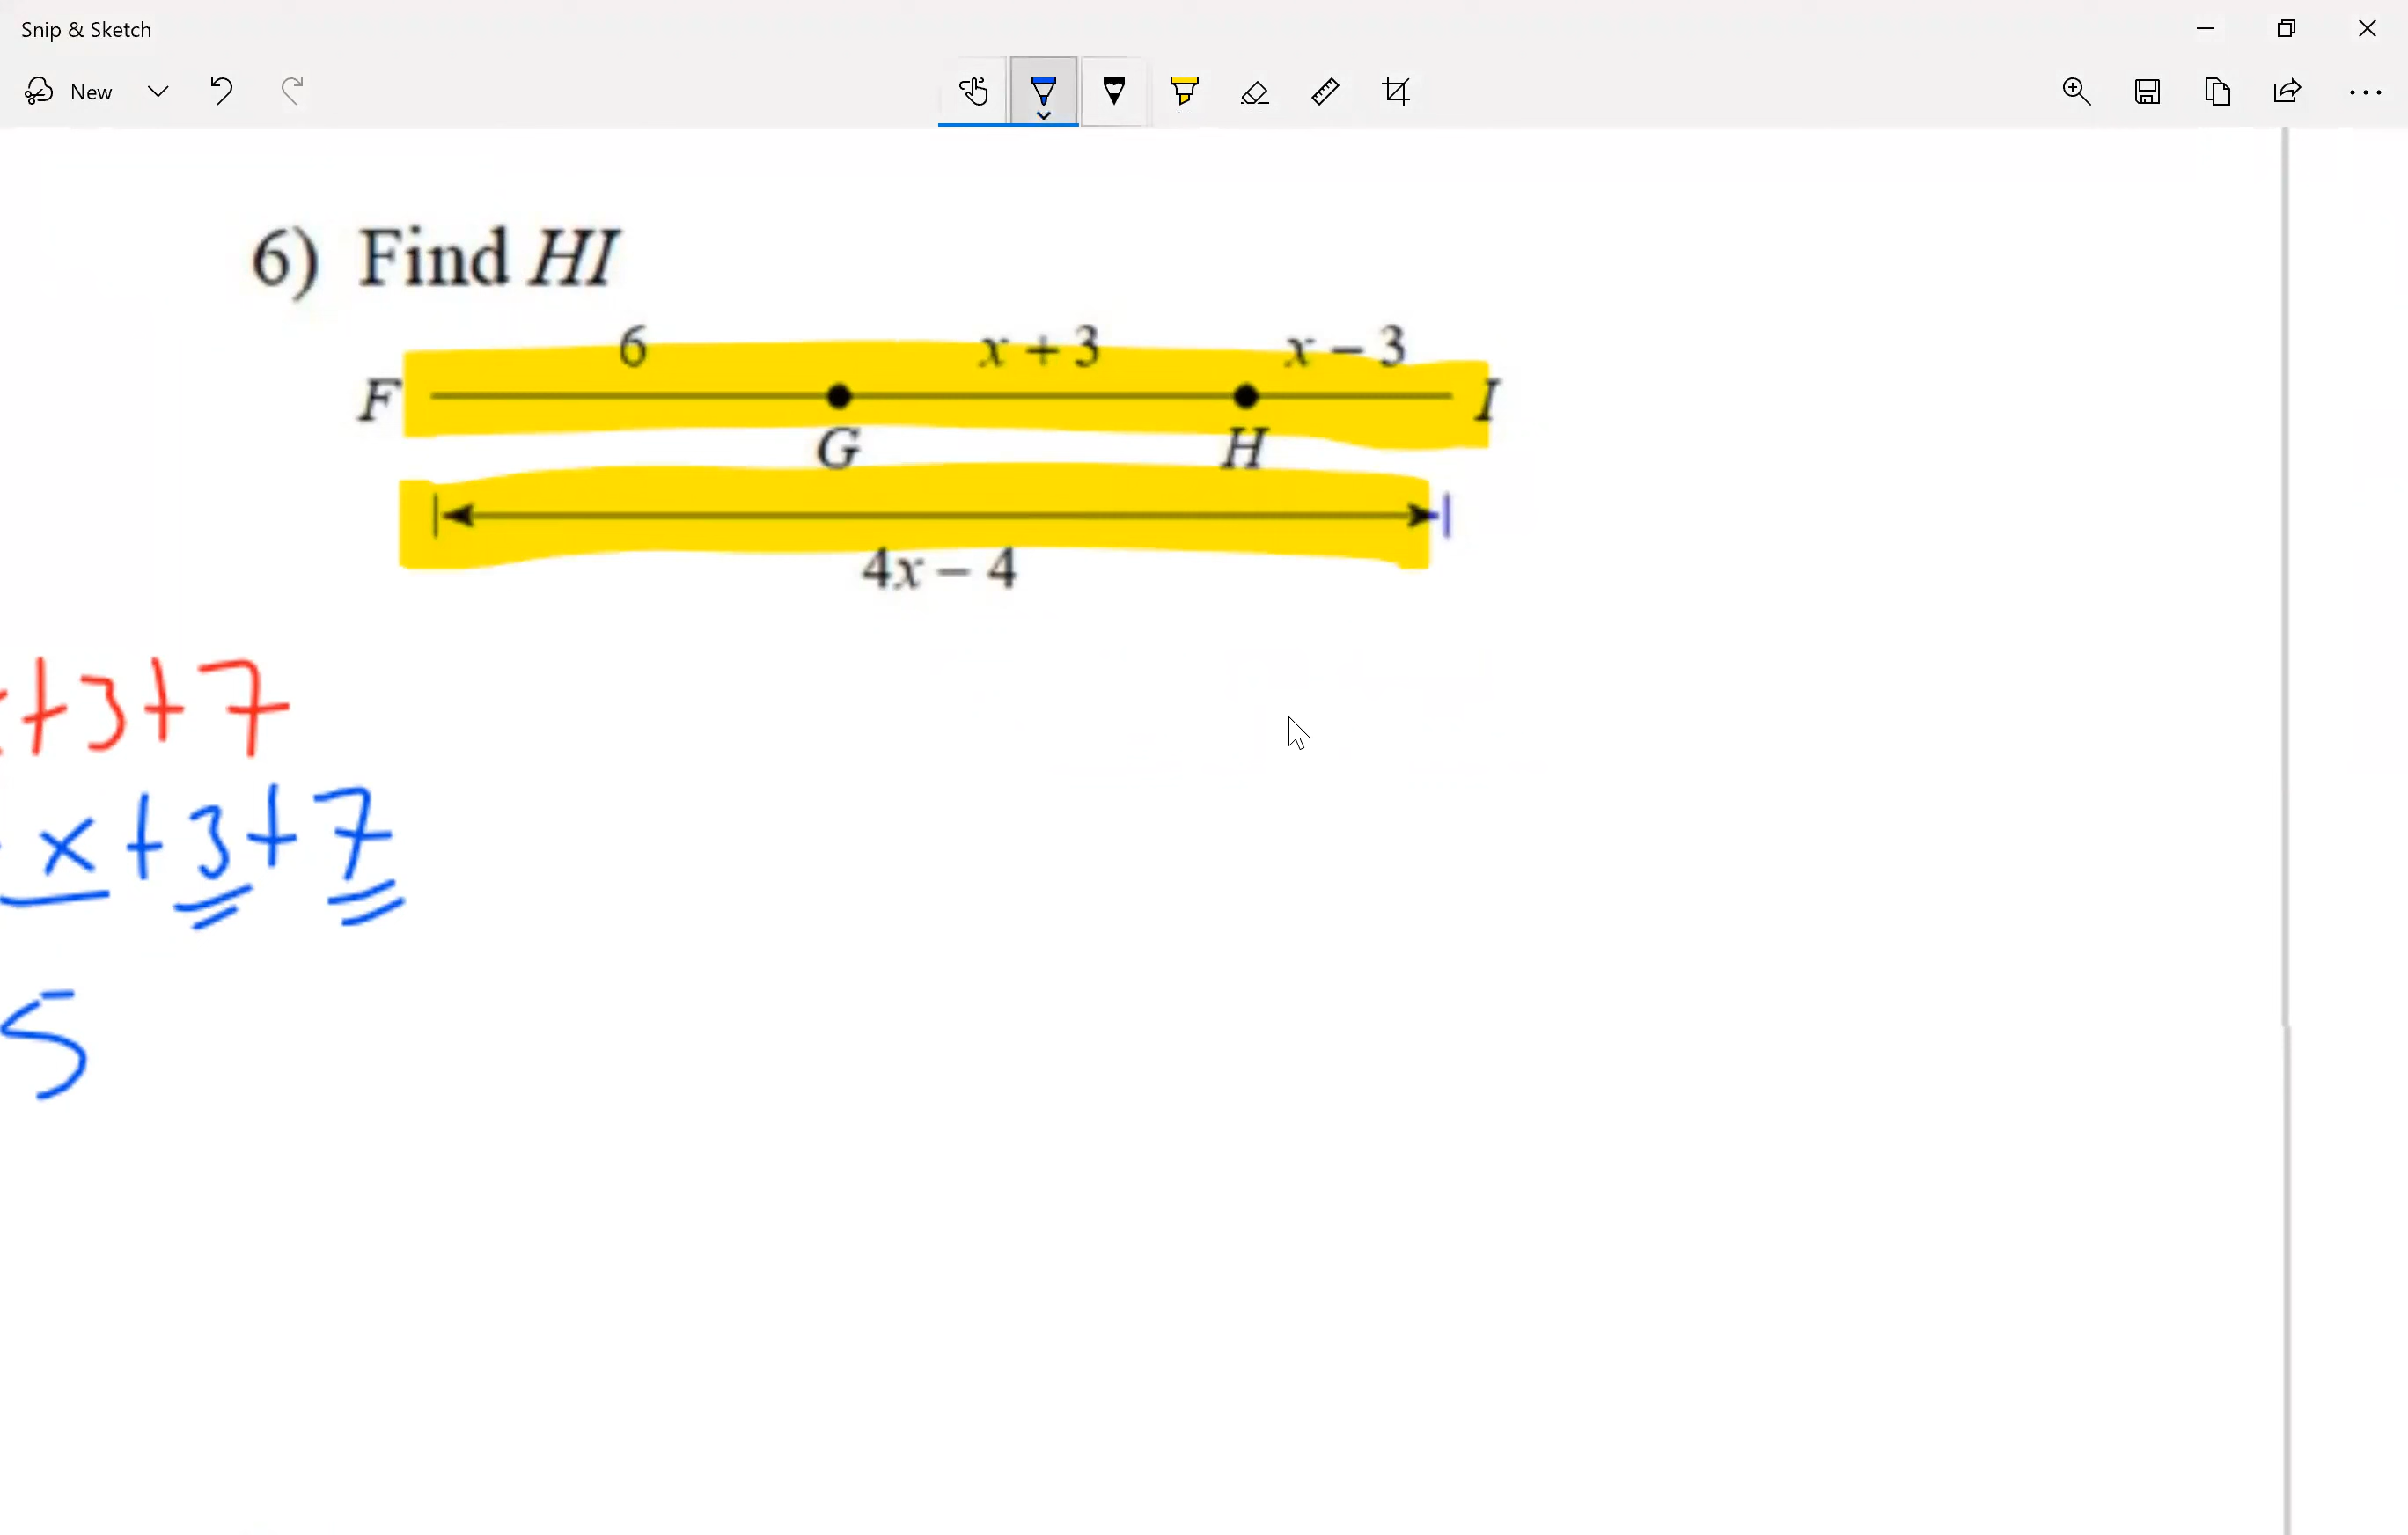 Snip & Sketch
New
6) Find HI
6 x + 3 x − 3
F I
G H
4x − 4
+3+7
x+3+7
5